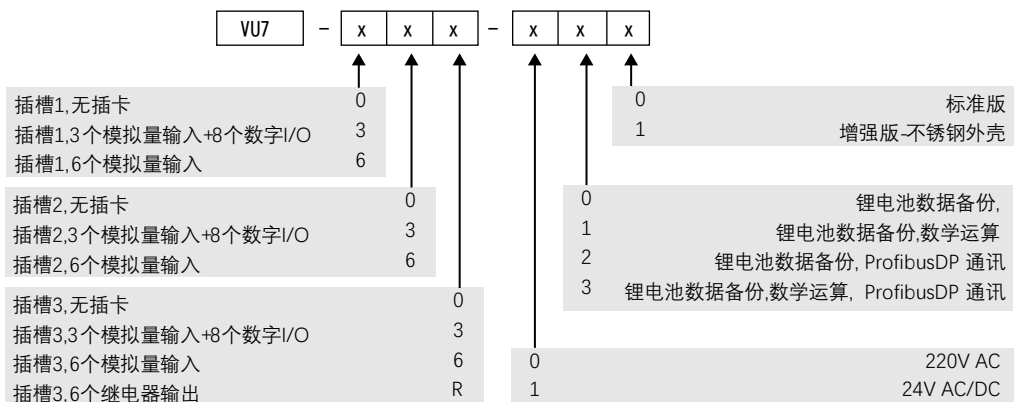 VU7 - x x x - x x x
插槽1,无插卡 0
插槽1,3个模拟量输入+8个数字I/O 3
插槽1,6个模拟量输入 6
0 标准版
1 增强版-不锈钢外壳
插槽2,无插卡 0
插槽2,3个模拟量输入+8个数字I/O 3
插槽2,6个模拟量输入 6
0 锂电池数据备份,
1 锂电池数据备份,数学运算
2 锂电池数据备份, ProfibusDP 通讯
3 锂电池数据备份,数学运算, ProfibusDP 通讯
插槽3,无插卡 0
插槽3,3个模拟量输入+8个数字I/O 3
插槽3,6个模拟量输入 6
插槽3,6个继电器输出 R
0 220V AC
1 24V AC/DC